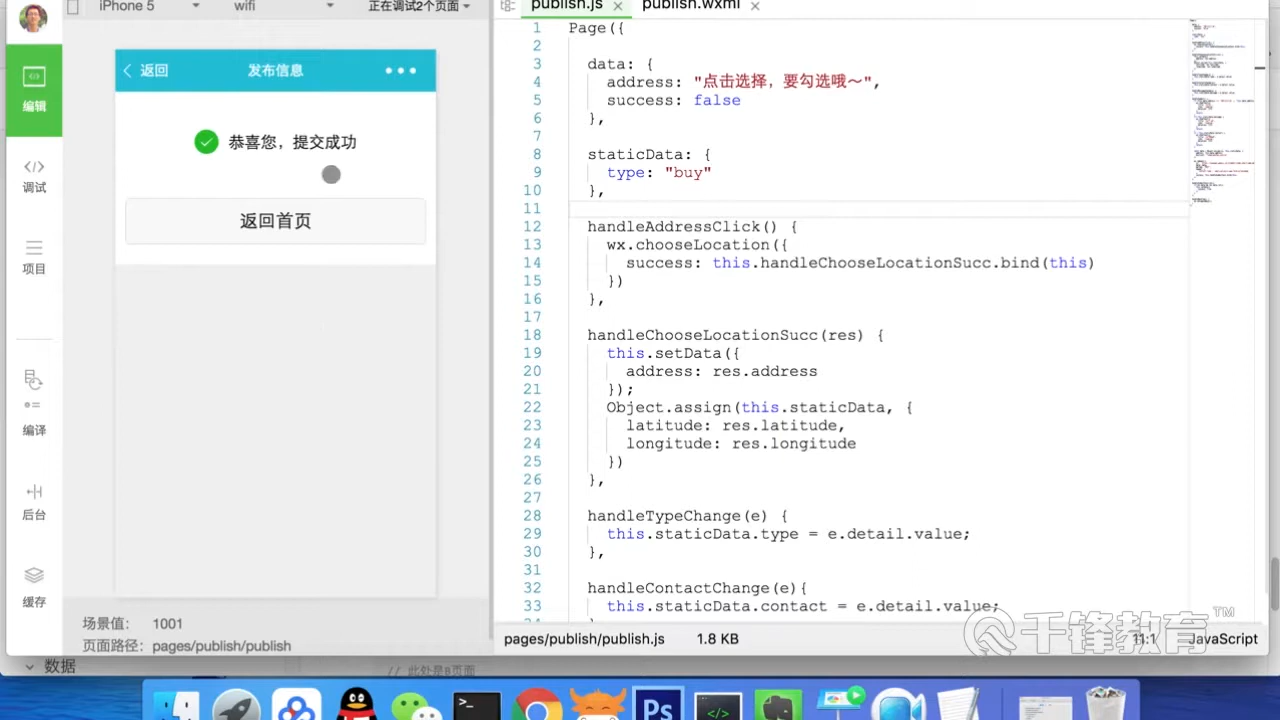 iPhone 5
wifi
正在调试2个页面
publish.js
publish.wxml
编辑
调试
项目
编译
后台
缓存
返回
发布信息
恭喜您，提交成功
返回首页
场景值： 1001
页面路径： pages/publish/publish
1 Page({
2
3 data: {
4 address: "点击选择，要勾选哦～",
5 success: false
6 },
7
8 staticData: {
9 type: "buy"
10 },
11
12 handleAddressClick() {
13 wx.chooseLocation({
14 success: this.handleChooseLocationSucc.bind(this)
15 })
16 },
17
18 handleChooseLocationSucc(res) {
19 this.setData({
20 address: res.address
21 });
22 Object.assign(this.staticData, {
23 latitude: res.latitude,
24 longitude: res.longitude
25 })
26 },
27
28 handleTypeChange(e) {
29 this.staticData.type = e.detail.value;
30 },
31
32 handleContactChange(e){
33 this.staticData.contact = e.detail.value;
pages/publish/publish.js 1.8 KB
11:1 JavaScript
千锋教育 TM
数据
// 此处是B页面
Ps